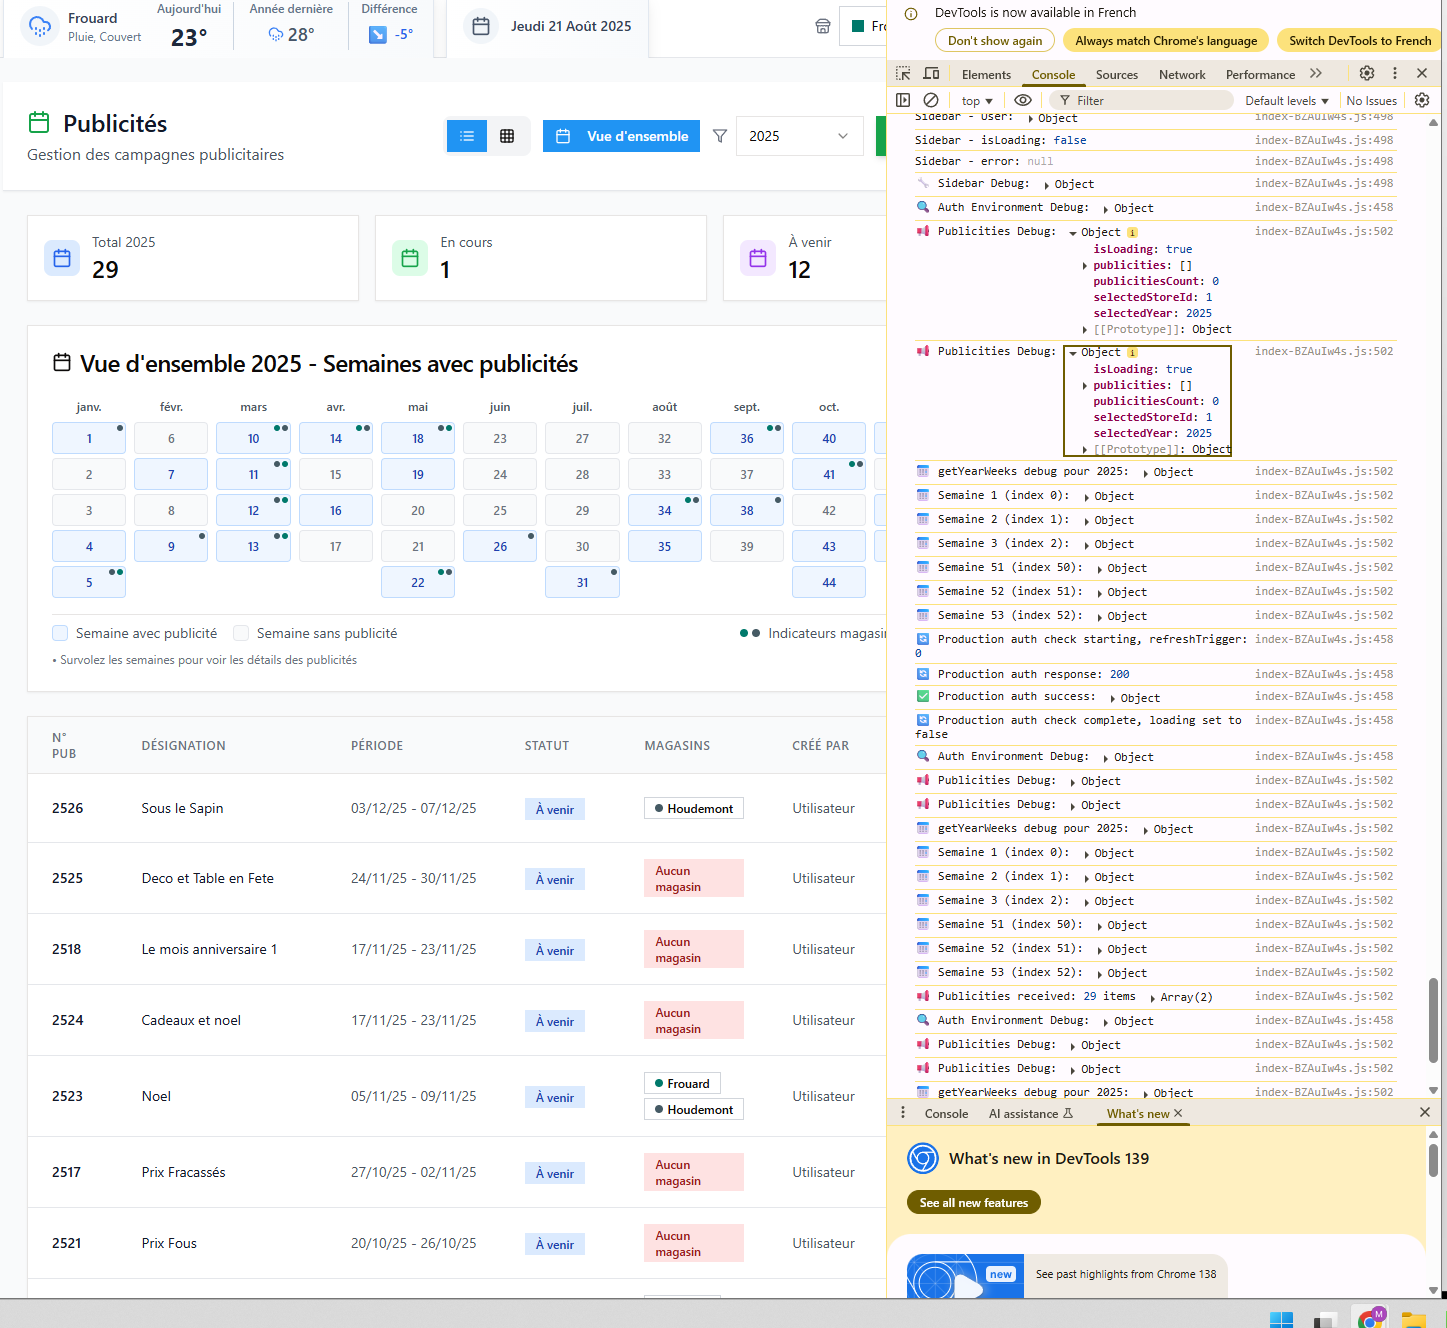 Frouard
Pluie, Couvert
Aujourd'hui
23°
Année dernière
28°
Différence
-5°
Jeudi 21 Août 2025
Publicités
Gestion des campagnes publicitaires
Vue d'ensemble
2025
Total 2025
29
En cours
1
À venir
12
Vue d'ensemble 2025 - Semaines avec publicités
janv. févr. mars avr. mai juin juil. août sept. oct.
1 6 10 14 18 23 27 32 36 40
2 7 11 15 19 24 28 33 37 41
3 8 12 16 20 25 29 34 38 42
4 9 13 17 21 26 30 35 39 43
5 22 31 44
Semaine avec publicité Semaine sans publicité
• Survolez les semaines pour voir les détails des publicités
Indicateurs magasi
N° PUB DÉSIGNATION PÉRIODE STATUT MAGASINS CRÉÉ PAR
2526 Sous le Sapin 03/12/25 - 07/12/25 À venir Houdemont Utilisateur
2525 Deco et Table en Fete 24/11/25 - 30/11/25 À venir Aucun magasin Utilisateur
2518 Le mois anniversaire 1 17/11/25 - 23/11/25 À venir Aucun magasin Utilisateur
2524 Cadeaux et noel 17/11/25 - 23/11/25 À venir Aucun magasin Utilisateur
2523 Noel 05/11/25 - 09/11/25 À venir Frouard Houdemont Utilisateur
2517 Prix Fracassés 27/10/25 - 02/11/25 À venir Aucun magasin Utilisateur
2521 Prix Fous 20/10/25 - 26/10/25 À venir Aucun magasin Utilisateur
DevTools is now available in French
Don't show again Always match Chrome's language Switch DevTools to French
Elements Console Sources Network Performance
top Filter Default levels No Issues
Sidebar - User: Object index-BZAuIw4s.js:498
Sidebar - isLoading: false index-BZAuIw4s.js:498
Sidebar - error: null index-BZAuIw4s.js:498
Sidebar Debug: Object index-BZAuIw4s.js:498
Auth Environment Debug: Object index-BZAuIw4s.js:458
Publicities Debug: Object index-BZAuIw4s.js:502
isLoading: true
publicities: []
publicitiesCount: 0
selectedStoreId: 1
selectedYear: 2025
[[Prototype]]: Object
Publicities Debug: Object index-BZAuIw4s.js:502
isLoading: true
publicities: []
publicitiesCount: 0
selectedStoreId: 1
selectedYear: 2025
[[Prototype]]: Object
getYearWeeks debug pour 2025: Object index-BZAuIw4s.js:502
Semaine 1 (index 0): Object index-BZAuIw4s.js:502
Semaine 2 (index 1): Object index-BZAuIw4s.js:502
Semaine 3 (index 2): Object index-BZAuIw4s.js:502
Semaine 51 (index 50): Object index-BZAuIw4s.js:502
Semaine 52 (index 51): Object index-BZAuIw4s.js:502
Semaine 53 (index 52): Object index-BZAuIw4s.js:502
Production auth check starting, refreshTrigger: index-BZAuIw4s.js:458
0
Production auth response: 200 index-BZAuIw4s.js:458
Production auth success: Object index-BZAuIw4s.js:458
Production auth check complete, loading set to index-BZAuIw4s.js:458
false
Auth Environment Debug: Object index-BZAuIw4s.js:458
Publicities Debug: Object index-BZAuIw4s.js:502
Publicities Debug: Object index-BZAuIw4s.js:502
getYearWeeks debug pour 2025: Object index-BZAuIw4s.js:502
Semaine 1 (index 0): Object index-BZAuIw4s.js:502
Semaine 2 (index 1): Object index-BZAuIw4s.js:502
Semaine 3 (index 2): Object index-BZAuIw4s.js:502
Semaine 51 (index 50): Object index-BZAuIw4s.js:502
Semaine 52 (index 51): Object index-BZAuIw4s.js:502
Semaine 53 (index 52): Object index-BZAuIw4s.js:502
Publicities received: 29 items Array(2) index-BZAuIw4s.js:502
Auth Environment Debug: Object index-BZAuIw4s.js:458
Publicities Debug: Object index-BZAuIw4s.js:502
Publicities Debug: Object index-BZAuIw4s.js:502
getYearWeeks debug pour 2025: Object index-BZAuIw4s.js:502
Console AI assistance What's new
What's new in DevTools 139
See all new features
new
See past highlights from Chrome 138
M